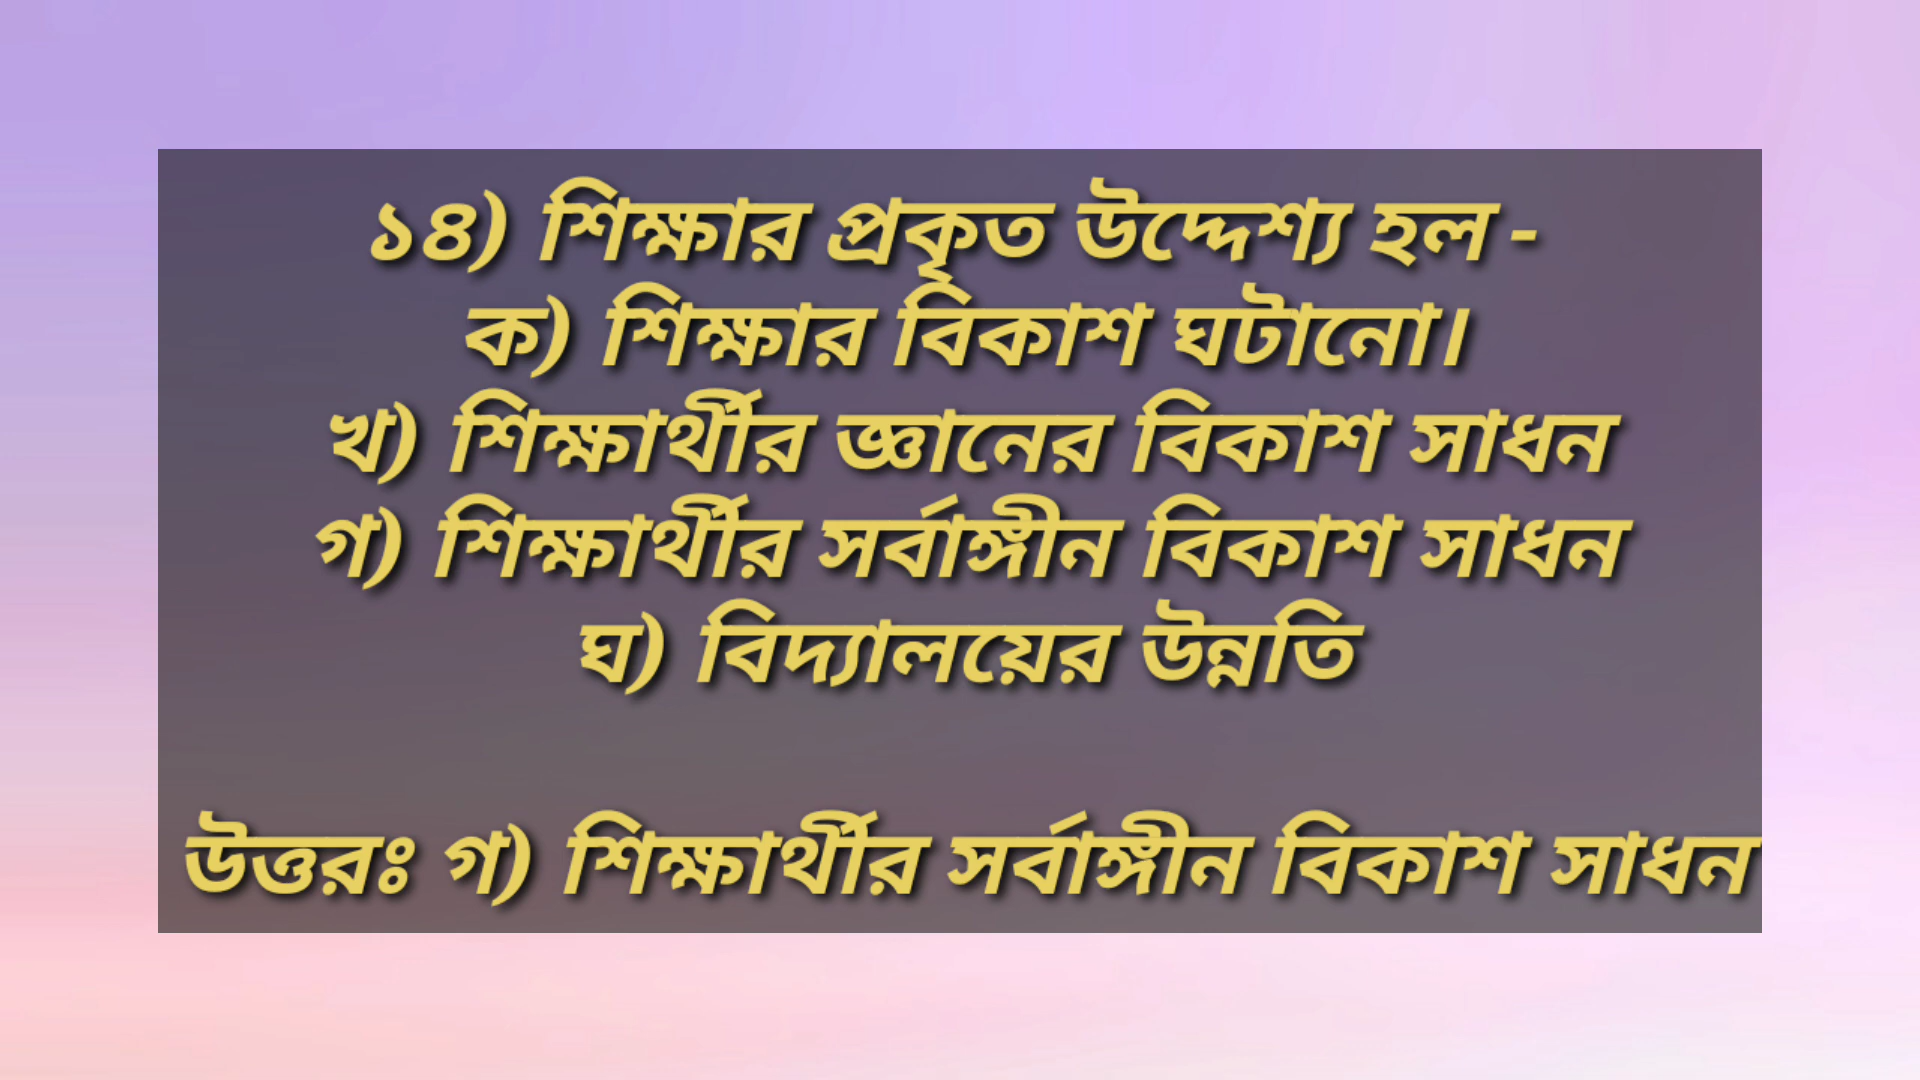 ১৪) শিক্ষার প্রকৃত উদ্দেশ্য হল -
ক) শিক্ষার বিকাশ ঘটানো।
খ) শিক্ষার্থীর জ্ঞানের বিকাশ সাধন
গ) শিক্ষার্থীর সর্বাঙ্গীন বিকাশ সাধন
ঘ) বিদ্যালয়ের উন্নতি
উত্তরঃ গ) শিক্ষার্থীর সর্বাঙ্গীন বিকাশ সাধন